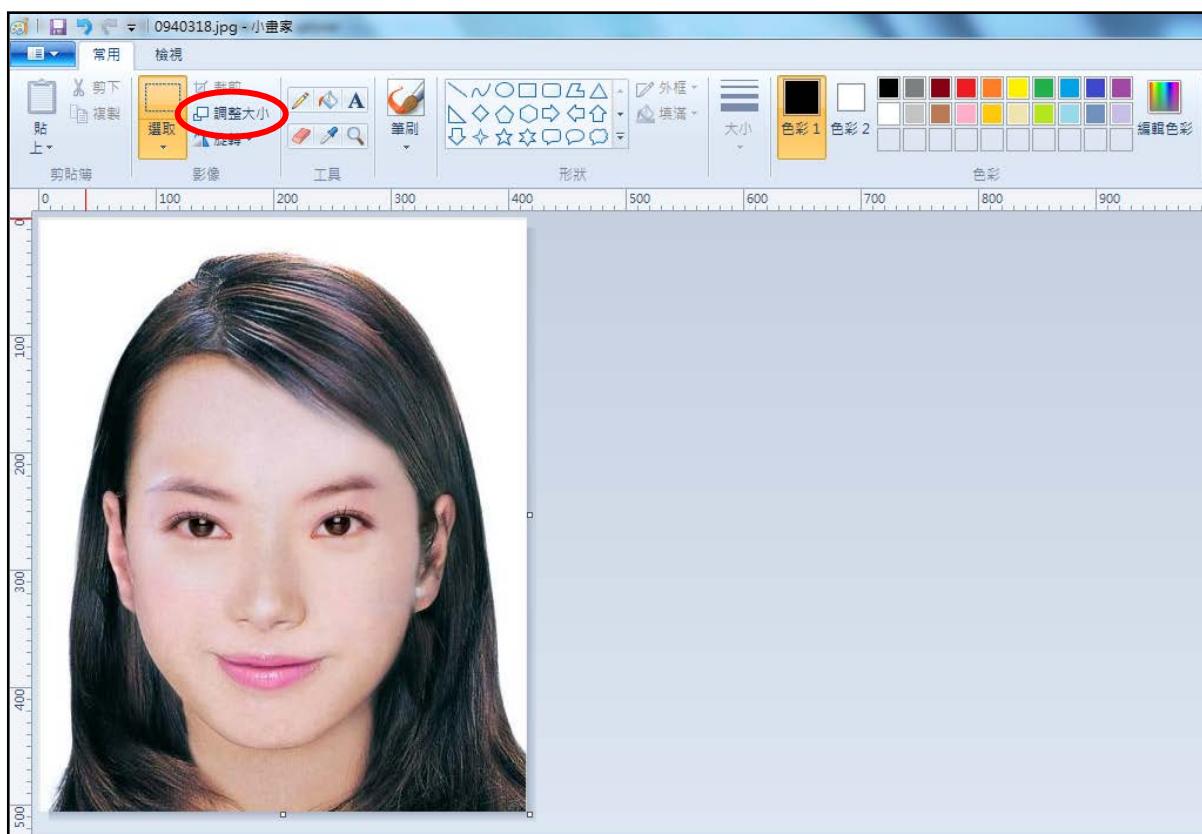 0940318.jpg - 小畫家
常用 檢視
剪下
複製
貼
上
剪貼簿
選取
裁剪
調整大小
旋轉
影像
A
工具
筆刷
外框
填滿
形狀
大小
色彩 1
色彩 2
編輯色彩
色彩
0 100 200 300 400 500 600 700 800 900
0
100
200
300
400
500